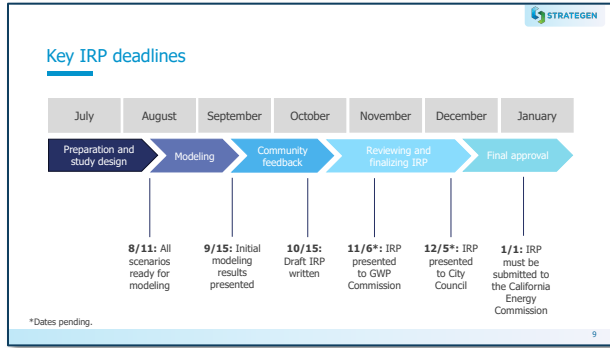 STRATEGEN
Key IRP deadlines
July August September October November December January
Preparation and
study design
Modeling
Community
feedback
Reviewing and
finalizing IRP
Final approval
8/11: All
scenarios
ready for
modeling
9/15: Initial
modeling
results
presented
10/15:
Draft IRP
written
11/6*: IRP
presented
to GWP
Commission
12/5*: IRP
presented
to City
Council
1/1: IRP
must be
submitted to
the California
Energy
Commission
*Dates pending.
9